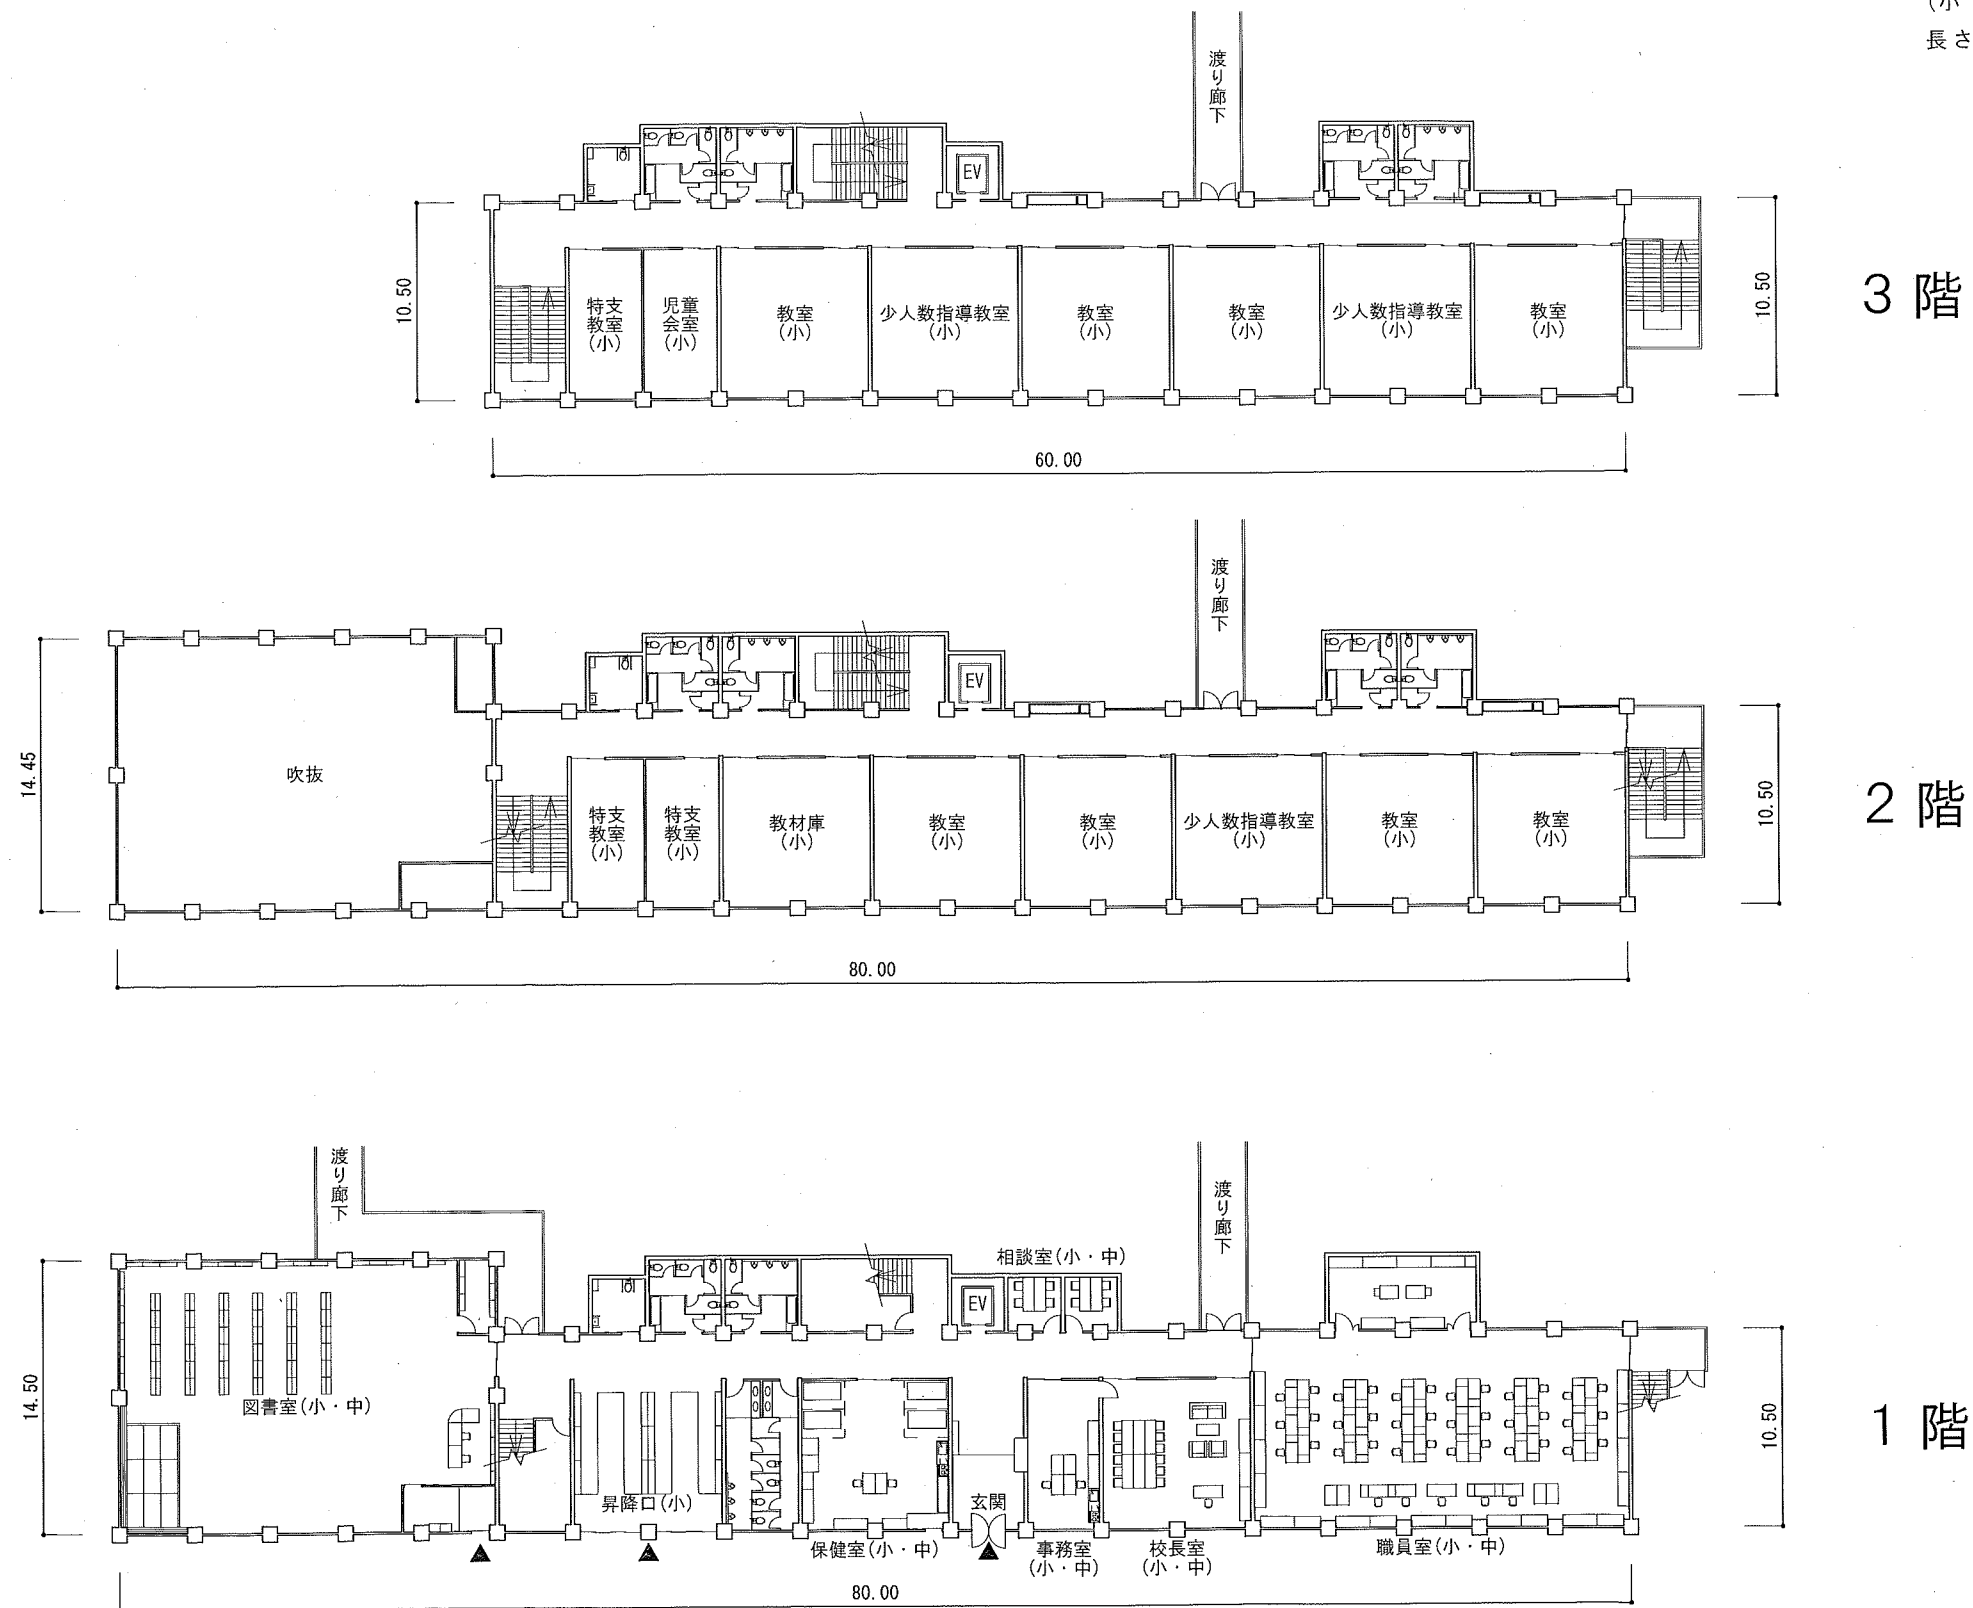 (小
長さ
渡り廊下
EV
10.50
特支
教室
(小)
児童
会室
(小)
教室
(小)
少人数指導教室
(小)
教室
(小)
教室
(小)
少人数指導教室
(小)
教室
(小)
10.50
3階
60.00
渡り廊下
EV
14.45
吹抜
特支
教室
(小)
特支
教室
(小)
教材庫
(小)
教室
(小)
教室
(小)
少人数指導教室
(小)
教室
(小)
教室
(小)
10.50
2階
80.00
渡り廊下
渡り廊下
相談室(小・中)
EV
14.50
図書室(小・中)
昇降口(小)
玄関
保健室(小・中)
事務室
(小・中)
校長室
(小・中)
職員室(小・中)
10.50
1階
80.00